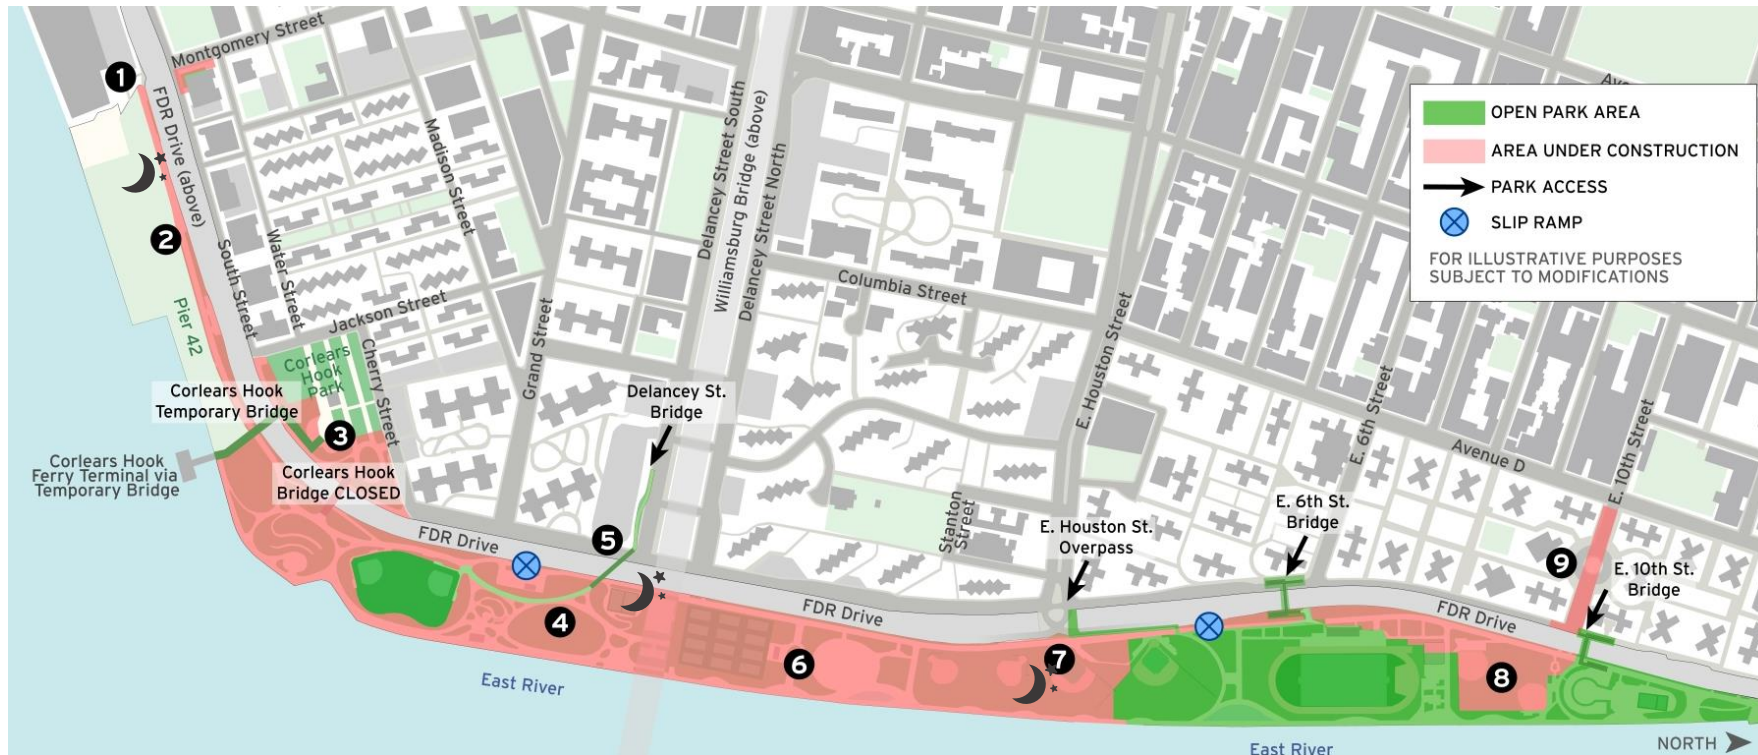 Montgomery Street
1
FDR Drive (above)
2
Pier 42
South Street
Water Street
Madison Street
Jackson Street
Corlears
Hook
Park
Cherry Street
Corlears Hook
Temporary Bridge
3
Corlears Hook
Ferry Terminal via
Temporary Bridge
Corlears Hook
Bridge CLOSED
Grand Street
Delancey St.
Bridge
Delancey Street South
Williamsburg Bridge (above)
Delancey Street North
Columbia Street
FDR Drive
4
5
East River
6
FDR Drive
Stanton
Street
E. Houston Street
E. Houston St.
Overpass
7
E. 6th Street
E. 6th St.
Bridge
Avenue D
E. 10th Street
9
E. 10th St.
Bridge
FDR Drive
8
East River
NORTH
Ave
OPEN PARK AREA
AREA UNDER CONSTRUCTION
PARK ACCESS
SLIP RAMP
FOR ILLUSTRATIVE PURPOSES
SUBJECT TO MODIFICATIONS